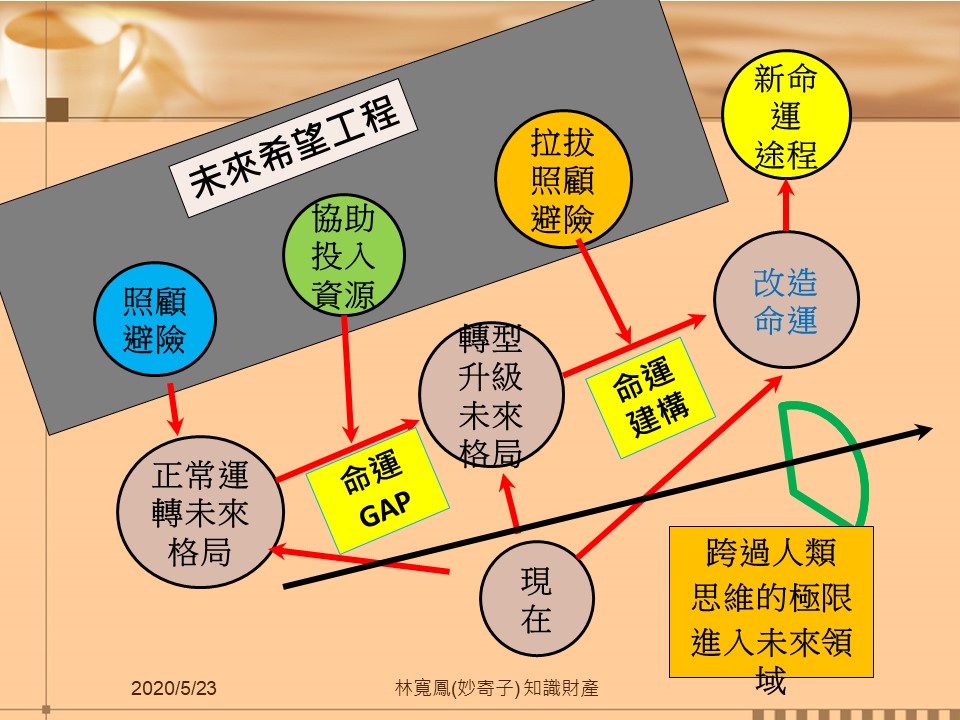 新命
運
途程
未來希望工程
拉拔
照顧
避險
協助
投入
資源
照顧
避險
改造
命運
轉型
升級
未來
格局
命運
建構
命運
GAP
正常運
轉未來
格局
現
在
跨過人類
思維的極限
進入未來領
域
2020/5/23
林寬鳳(妙寄子) 知識財產